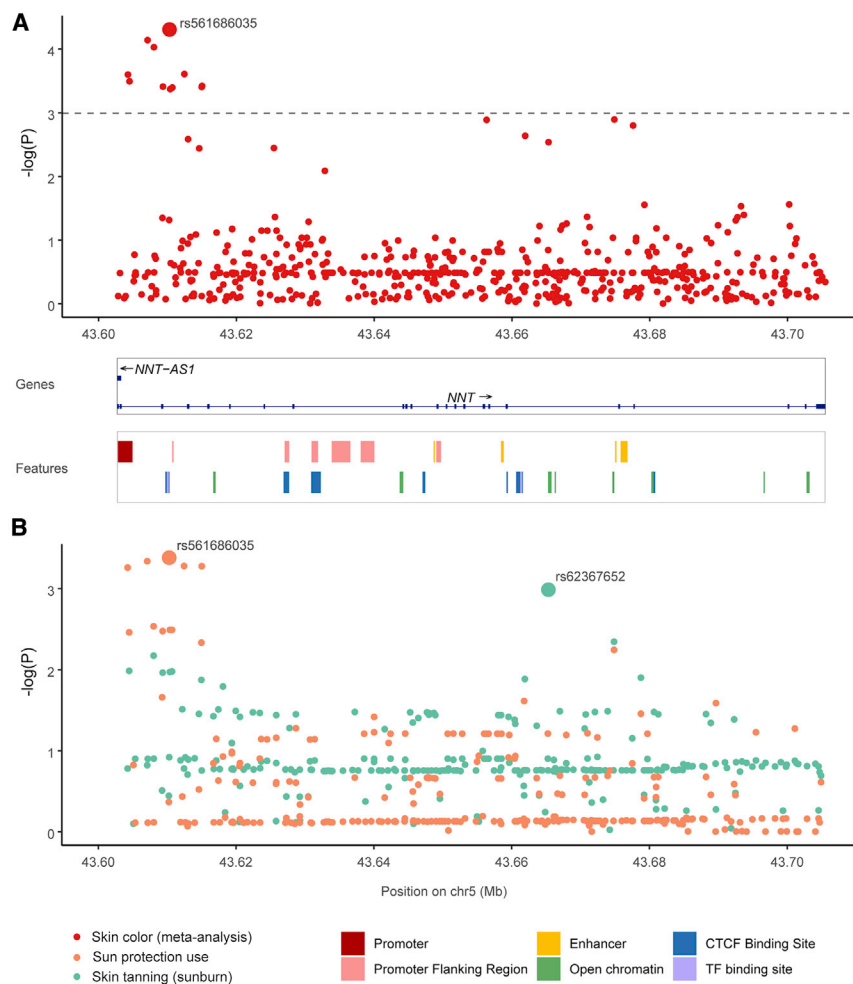 A
rs561686035
4
3
2
1
0
-log(P)
43.60 43.62 43.64 43.66 43.68 43.70
Genes
NNT-AS1
NNT
Features
B
rs561686035
rs62367652
3
2
1
0
-log(P)
43.60 43.62 43.64 43.66 43.68 43.70
Position on chr5 (Mb)
Skin color (meta-analysis)
Sun protection use
Skin tanning (sunburn)
Promoter
Promoter Flanking Region
Enhancer
Open chromatin
CTCF Binding Site
TF binding site